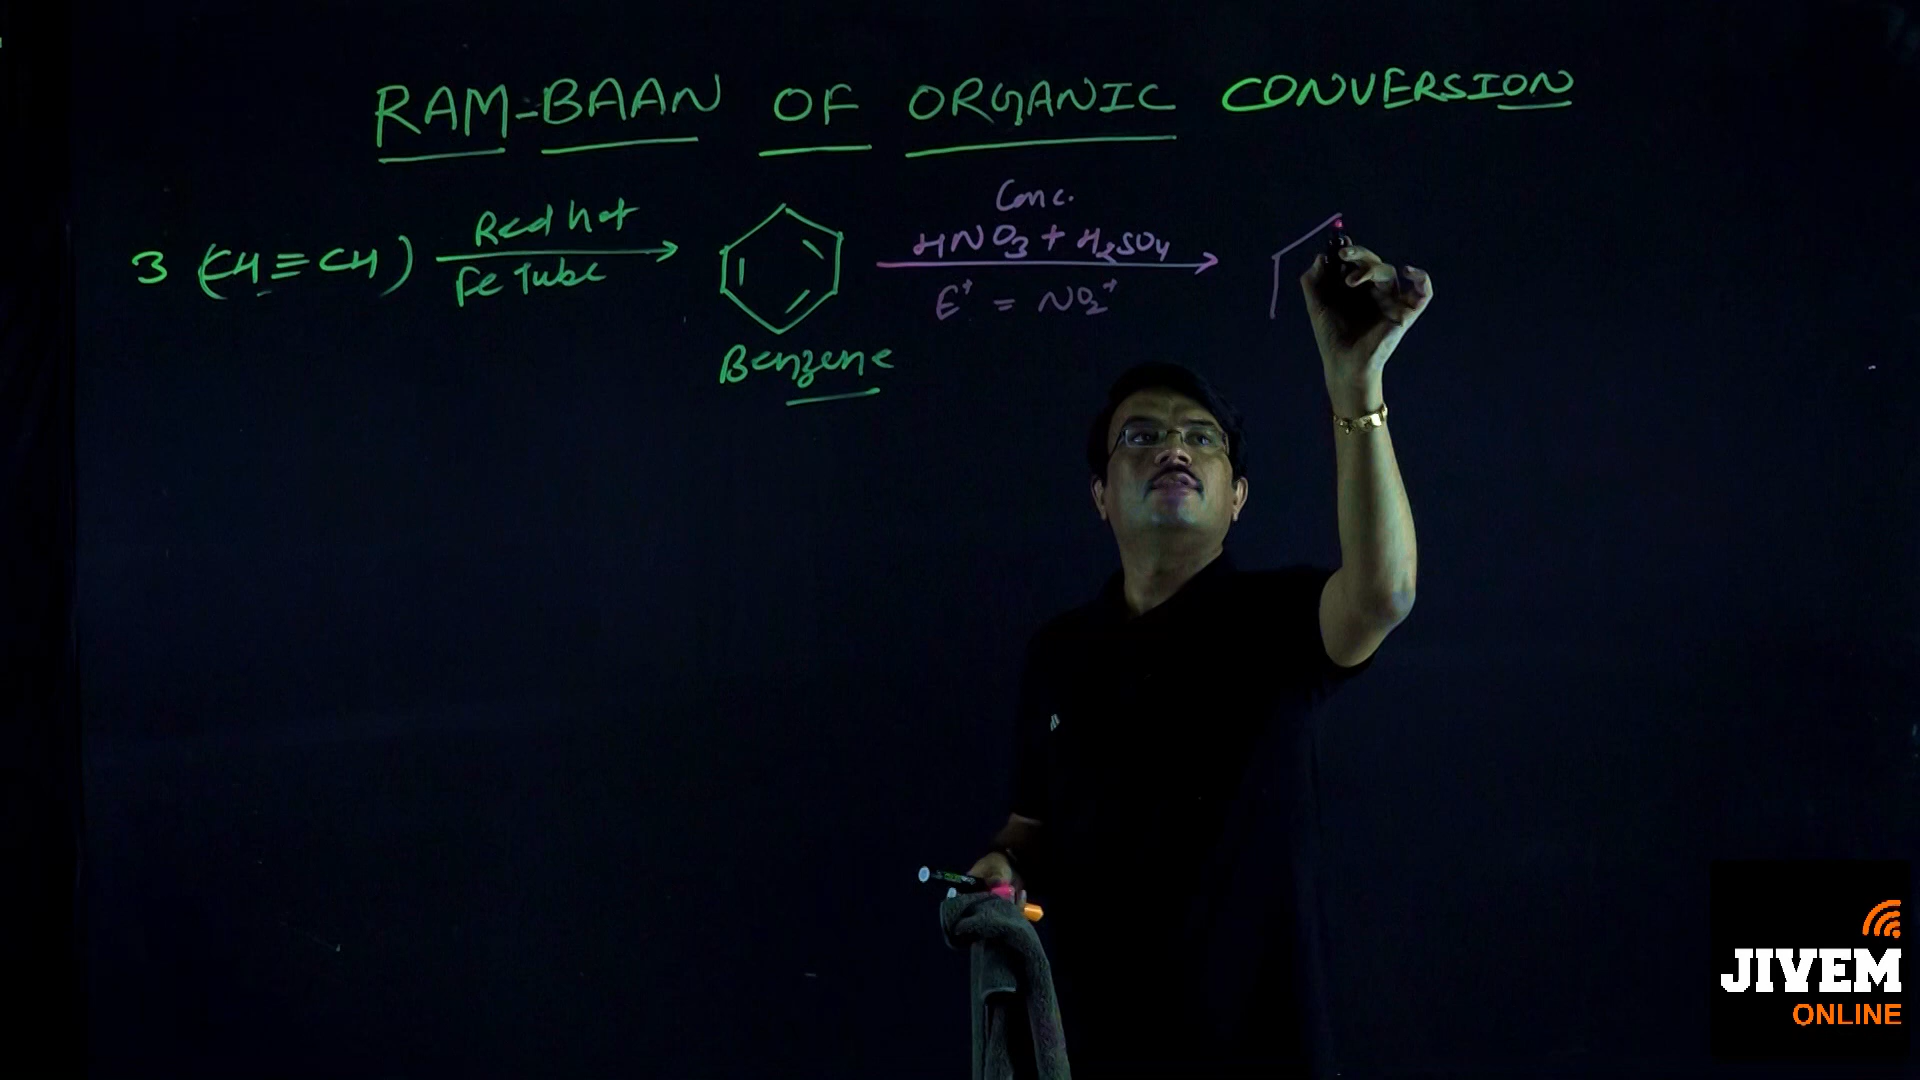 RAM-BAAN OF ORGANIC CONVERSION
3 (CH≡CH) Red hot Fe Tube
Benzene
Conc.
HNO3 + H2SO4
E+ = NO2+
JIVEM
ONLINE